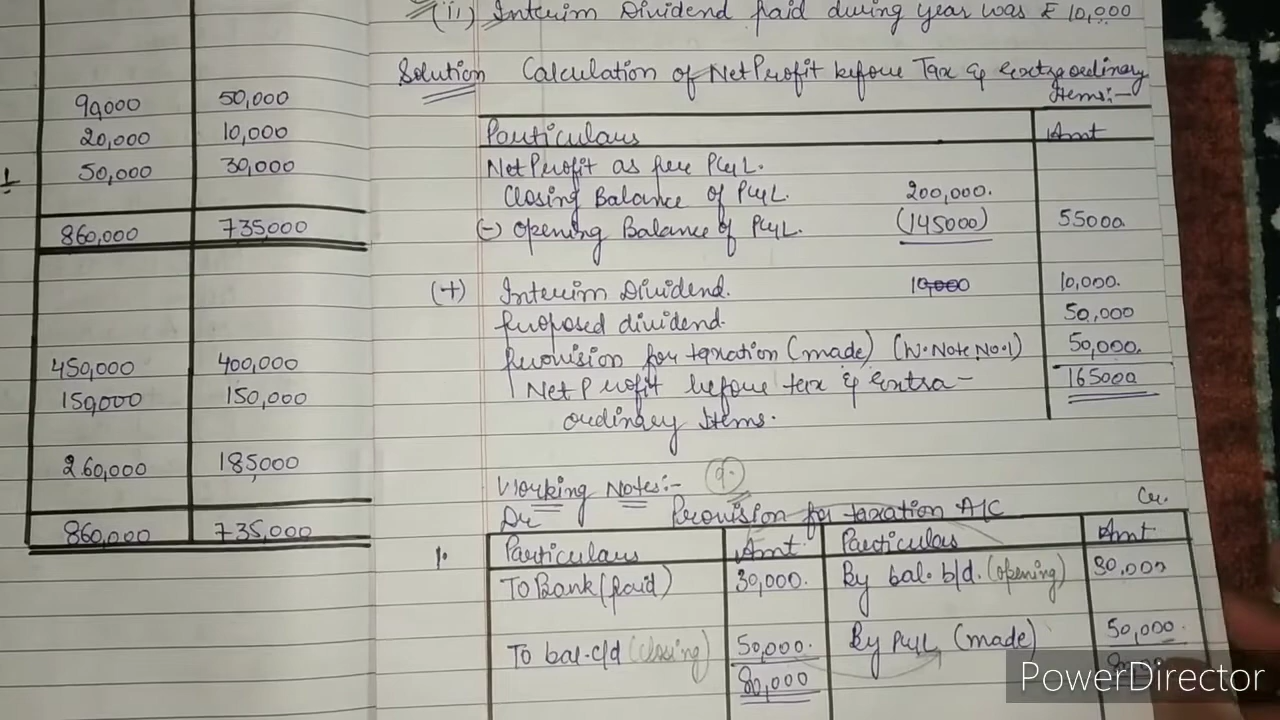 (ii) Interim Dividend paid during year was ₹ 10,000
Solution Calculation of Net Profit before Tax & extraordinary
Items:-
90,000 50,000
20,000 10,000
50,000 30,000
860,000 735000
450,000 400,000
150,000 150,000
260,000 185000
860,000 735,000
Particulars Amt
Net Profit as per P&L.
Closing Balance of P&L. 200,000.
(-) Opening Balance of P&L. (145000) 55000
(+) Interim Dividend. 10,000 10,000.
Proposed dividend. 50,000
Provision for taxation (made) (W. Note No.1) 50,000.
Net Profit before tax & extra- 165000
ordinary Items.
Working Notes:-
Dr Provision for taxation A/C Cr.
1. Particulars Amt. Particulars Amt.
To Bank (paid) 30,000. By bal. b/d. (opening) 30,000
To bal. c/d (closing) 50,000. By P&L (made) 50,000.
80,000
PowerDirector